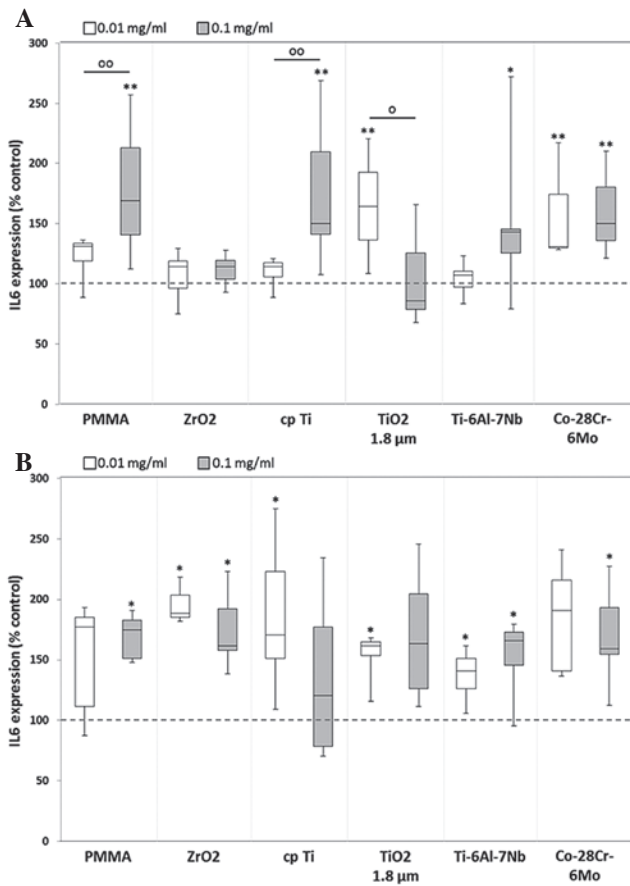 A
0.01 mg/ml 0.1 mg/ml
IL6 expression (% control)
300
250
200
150
100
50
0
oo
**
oo
**
**
o
*
**
**
PMMA ZrO2 cp Ti TiO2 Ti-6Al-7Nb Co-28Cr-
1.8 µm 6Mo
B
0.01 mg/ml 0.1 mg/ml
IL6 expression (% control)
300
250
200
150
100
50
0
*
*
*
*
*
*
*
*
PMMA ZrO2 cp Ti TiO2 Ti-6Al-7Nb Co-28Cr-
1.8 µm 6Mo